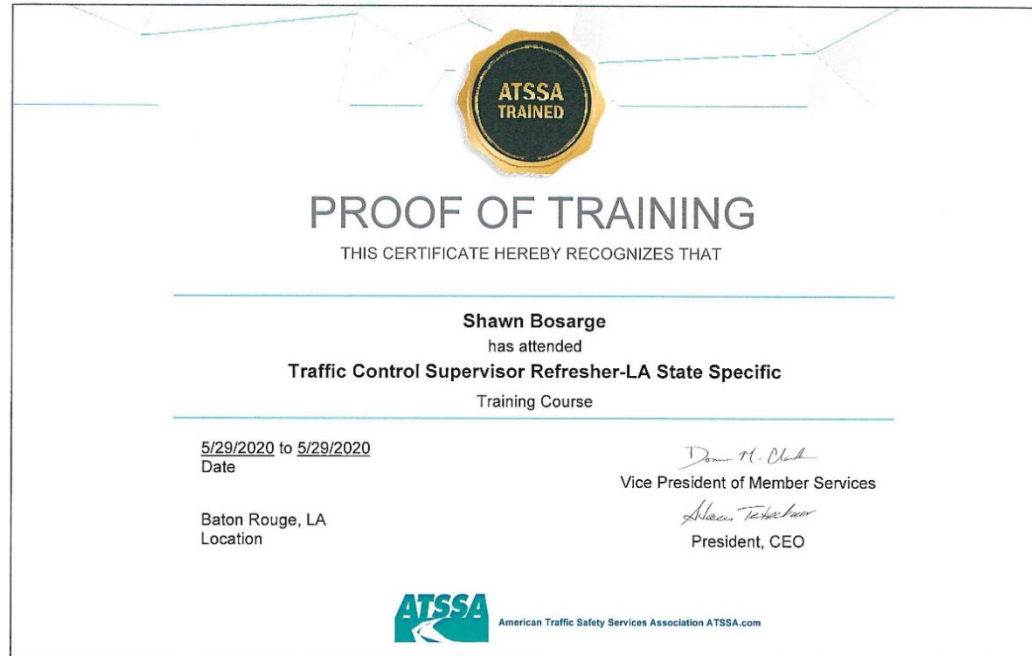 ATSSA
TRAINED
PROOF OF TRAINING
THIS CERTIFICATE HEREBY RECOGNIZES THAT
Shawn Bosarge
has attended
Traffic Control Supervisor Refresher-LA State Specific
Training Course
5/29/2020 to 5/29/2020
Date
Donna M. Clark
Vice President of Member Services
Baton Rouge, LA
Location
President, CEO
ATSSA
American Traffic Safety Services Association ATSSA.com